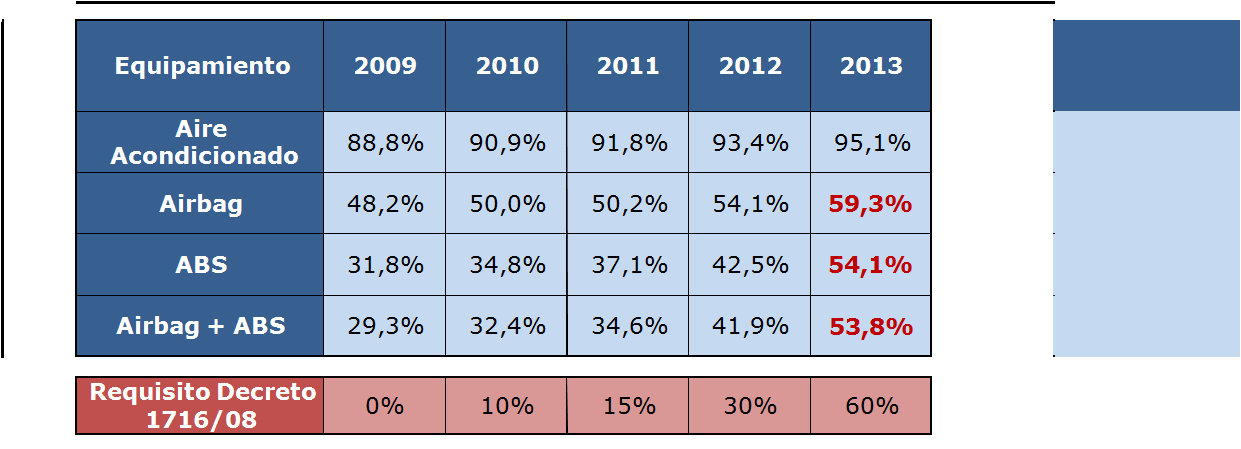 Equipamiento 2009 2010 2011 2012 2013
Aire
Acondicionado 88,8% 90,9% 91,8% 93,4% 95,1%
Airbag 48,2% 50,0% 50,2% 54,1% 59,3%
ABS 31,8% 34,8% 37,1% 42,5% 54,1%
Airbag + ABS 29,3% 32,4% 34,6% 41,9% 53,8%
Requisito Decreto
1716/08 0% 10% 15% 30% 60%